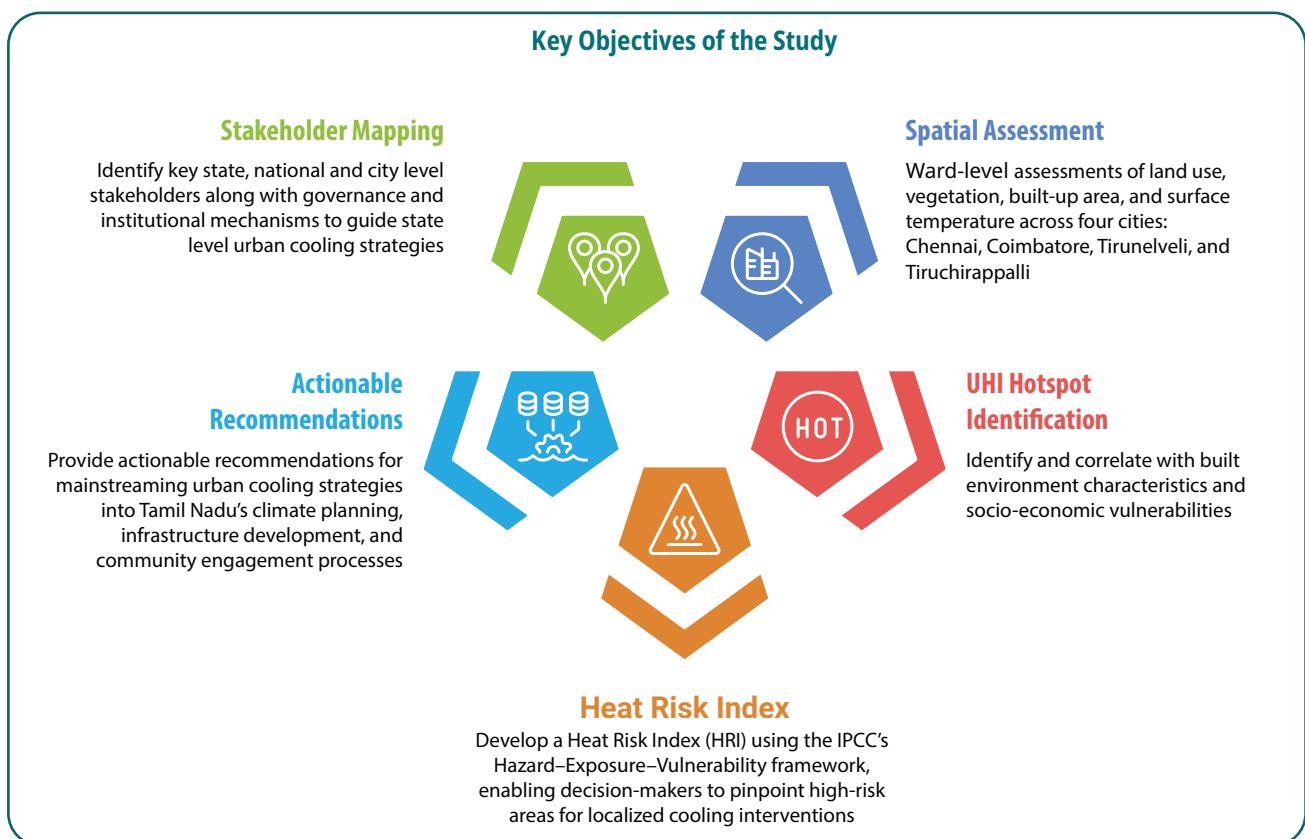 Key Objectives of the Study
Stakeholder Mapping
Identify key state, national and city level
stakeholders along with governance and
institutional mechanisms to guide state
level urban cooling strategies
Spatial Assessment
Ward-level assessments of land use,
vegetation, built-up area, and surface
temperature across four cities:
Chennai, Coimbatore, Tirunelveli, and
Tiruchirappalli
Actionable
Recommendations
Provide actionable recommendations for
mainstreaming urban cooling strategies
into Tamil Nadu’s climate planning,
infrastructure development, and
community engagement processes
HOT
UHI Hotspot
Identification
Identify and correlate with built
environment characteristics and
socio-economic vulnerabilities
Heat Risk Index
Develop a Heat Risk Index (HRI) using the IPCC’s
Hazard–Exposure–Vulnerability framework,
enabling decision-makers to pinpoint high-risk
areas for localized cooling interventions